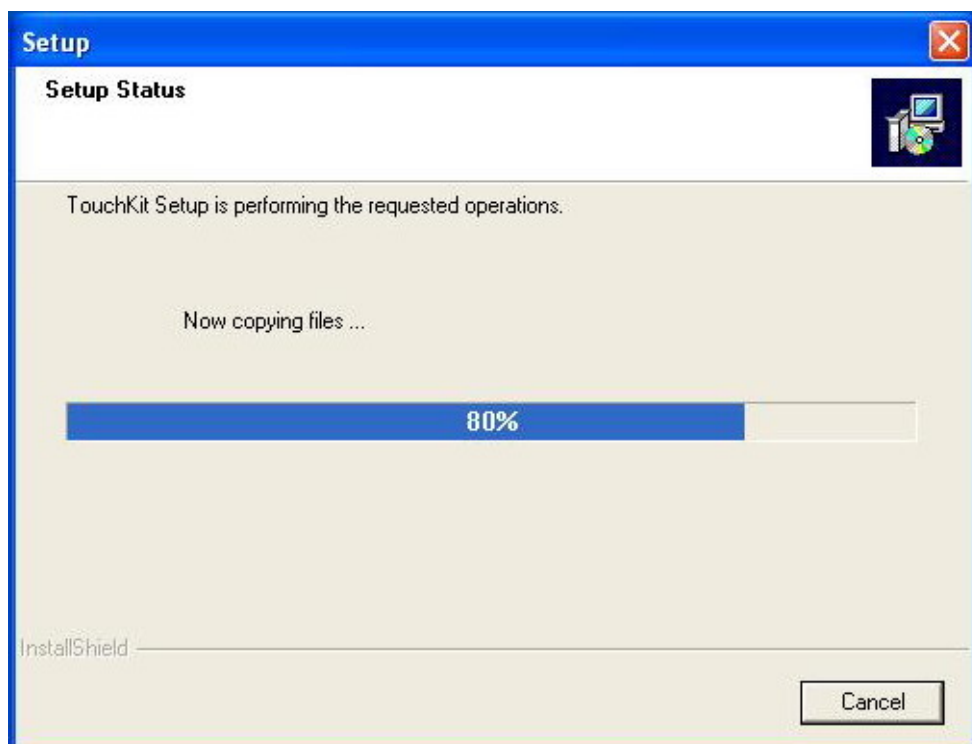 Setup
Setup Status
TouchKit Setup is performing the requested operations.
Now copying files ...
80%
InstallShield
Cancel